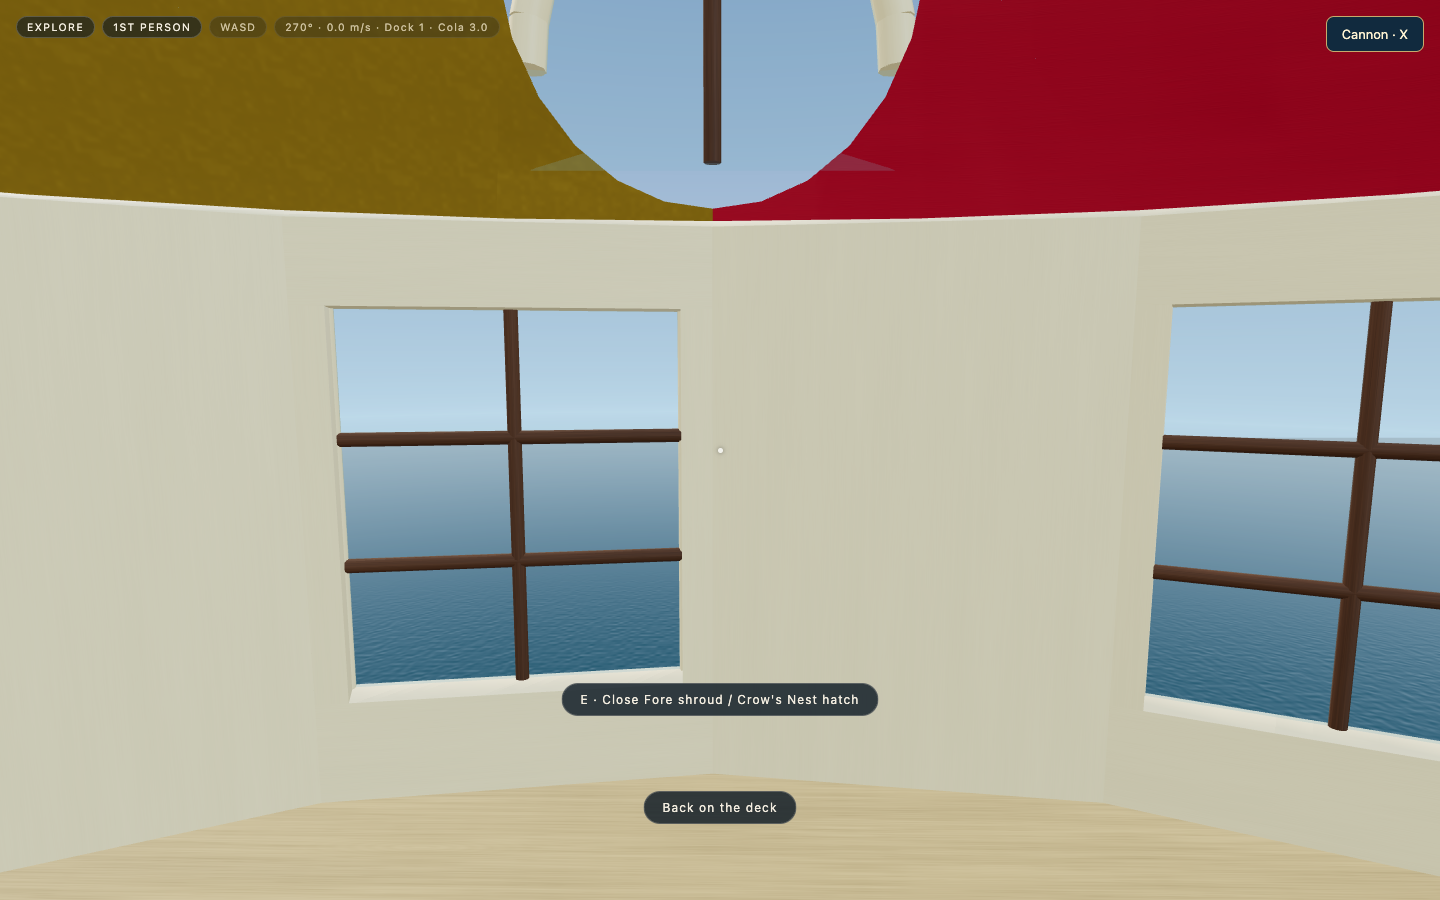 EXPLORE 1ST PERSON WASD 270° · 0.0 m/s · Dock 1 · Cola 3.0
Cannon · X
E · Close Fore shroud / Crow's Nest hatch
Back on the deck